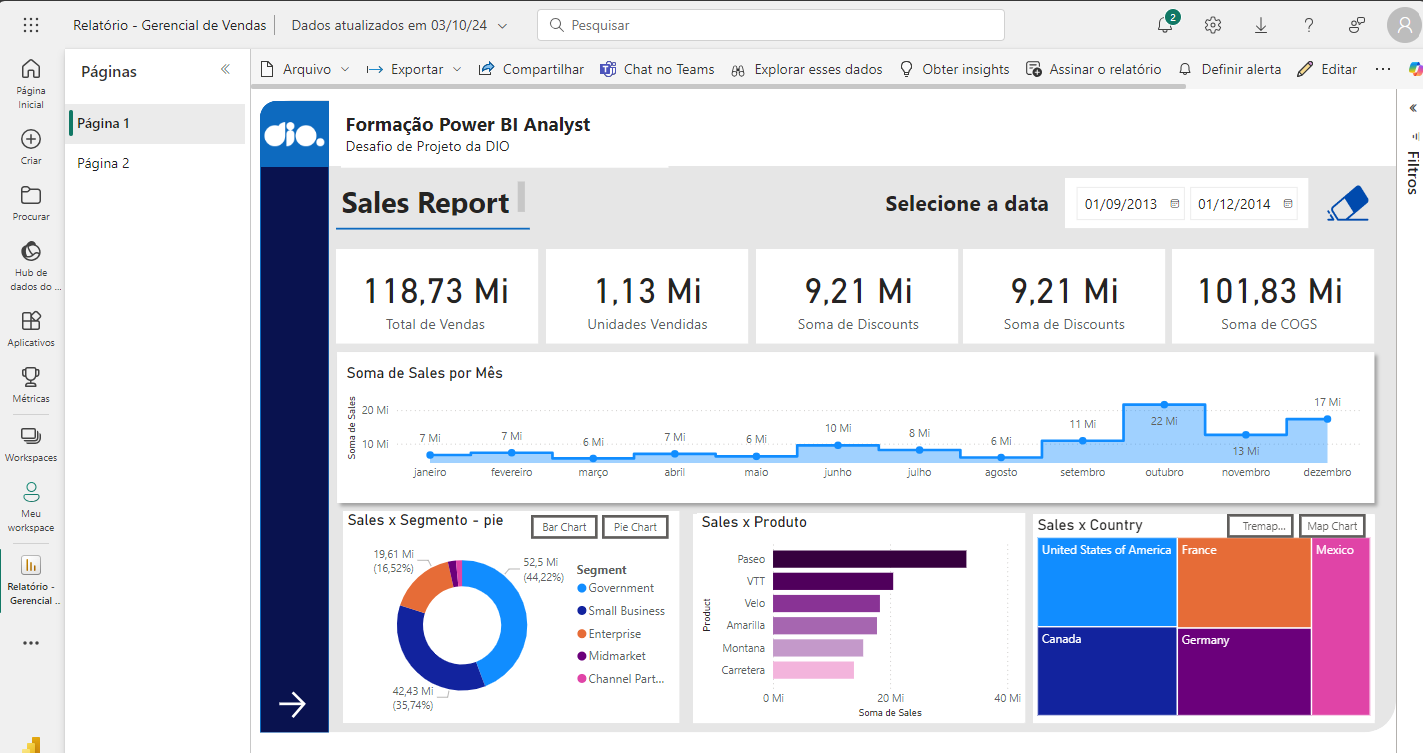 Relatório - Gerencial de Vendas
Dados atualizados em 03/10/24
Pesquisar
2
Página
Inicial
Criar
Procurar
Hub de
dados do ...
Aplicativos
Métricas
Workspaces
Meu
workspace
Relatório -
Gerencial ..
Páginas
Página 1
Página 2
Arquivo
Exportar
Compartilhar
Chat no Teams
Explorar esses dados
Obter insights
Assinar o relatório
Definir alerta
Editar
Filtros
dio.
Formação Power BI Analyst
Desafio de Projeto da DIO
Sales Report
Selecione a data
01/09/2013
01/12/2014
118,73 Mi
Total de Vendas
1,13 Mi
Unidades Vendidas
9,21 Mi
Soma de Discounts
9,21 Mi
Soma de Discounts
101,83 Mi
Soma de COGS
Soma de Sales por Mês
Soma de Sales
20 Mi
10 Mi
7 Mi
7 Mi
6 Mi
7 Mi
6 Mi
10 Mi
8 Mi
6 Mi
11 Mi
22 Mi
13 Mi
17 Mi
janeiro
fevereiro
março
abril
maio
junho
julho
agosto
setembro
outubro
novembro
dezembro
Sales x Segmento - pie
Bar Chart
Pie Chart
19,61 Mi
(16,52%)
52,5 Mi
(44,22%)
42,43 Mi
(35,74%)
Segment
Government
Small Business
Enterprise
Midmarket
Channel Part...
Sales x Produto
Product
Paseo
VTT
Velo
Amarilla
Montana
Carretera
0 Mi
20 Mi
40 Mi
Soma de Sales
Sales x Country
Tremap...
Map Chart
United States of America
France
Mexico
Canada
Germany